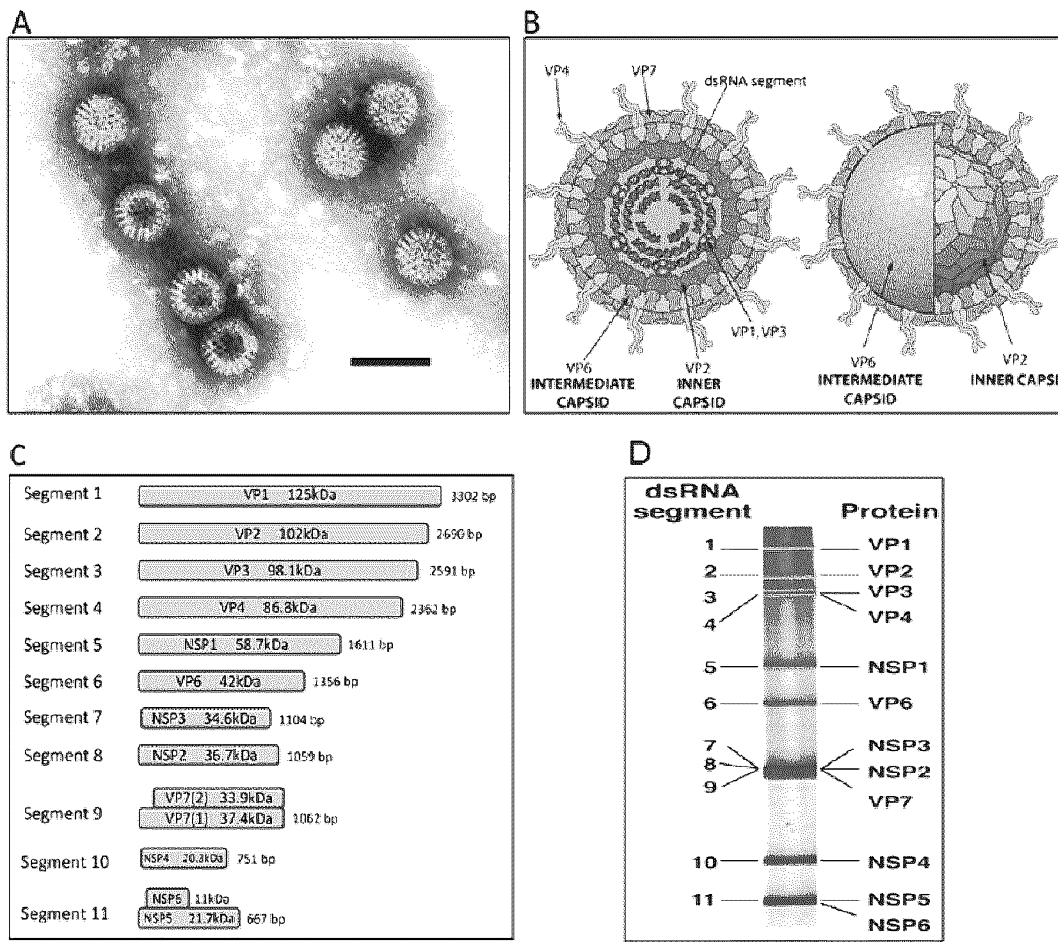 A
B
VP4
VP7
dsRNA segment
VP1, VP3
VP6
INTERMEDIATE
CAPSID
VP2
INNER
CAPSID
VP6
INTERMEDIATE
CAPSID
VP2
INNER CAPSI
C
Segment 1 VP1 125kDa 3302 bp
Segment 2 VP2 102kDa 2690 bp
Segment 3 VP3 98.1kDa 2591 bp
Segment 4 VP4 86.8kDa 2362 bp
Segment 5 NSP1 58.7kDa 1611 bp
Segment 6 VP6 42kDa 1356 bp
Segment 7 NSP3 34.6kDa 1104 bp
Segment 8 NSP2 36.7kDa 1059 bp
VP7(2) 33.9kDa
Segment 9 VP7(1) 37.4kDa 1062 bp
Segment 10 NSP4 20.3kDa 751 bp
NSP6 11kDa
Segment 11 NSP5 21.7kDa 667 bp
D
dsRNA
segment
Protein
1 VP1
2 VP2
3 VP3
4 VP4
5 NSP1
6 VP6
7 NSP3
8 NSP2
9 VP7
10 NSP4
11 NSP5
NSP6